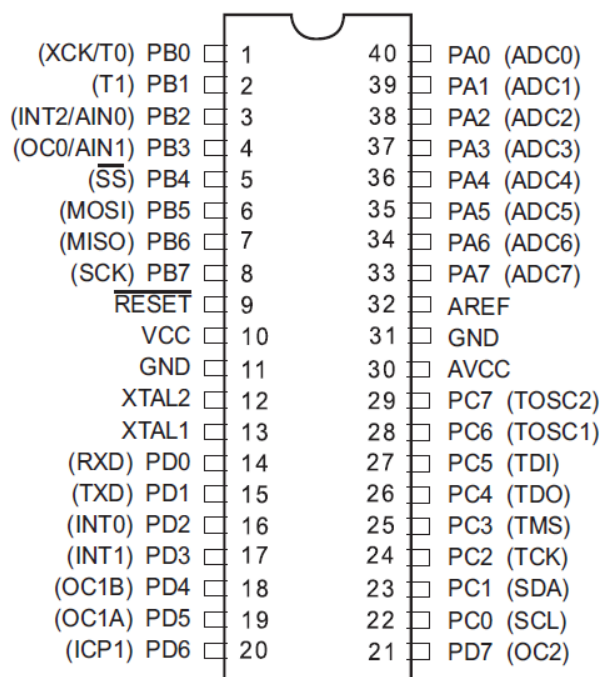 (XCK/T0) PB0 1 40 PA0 (ADC0)
(T1) PB1 2 39 PA1 (ADC1)
(INT2/AIN0) PB2 3 38 PA2 (ADC2)
(OC0/AIN1) PB3 4 37 PA3 (ADC3)
(SS) PB4 5 36 PA4 (ADC4)
(MOSI) PB5 6 35 PA5 (ADC5)
(MISO) PB6 7 34 PA6 (ADC6)
(SCK) PB7 8 33 PA7 (ADC7)
RESET 9 32 AREF
VCC 10 31 GND
GND 11 30 AVCC
XTAL2 12 29 PC7 (TOSC2)
XTAL1 13 28 PC6 (TOSC1)
(RXD) PD0 14 27 PC5 (TDI)
(TXD) PD1 15 26 PC4 (TDO)
(INT0) PD2 16 25 PC3 (TMS)
(INT1) PD3 17 24 PC2 (TCK)
(OC1B) PD4 18 23 PC1 (SDA)
(OC1A) PD5 19 22 PC0 (SCL)
(ICP1) PD6 20 21 PD7 (OC2)